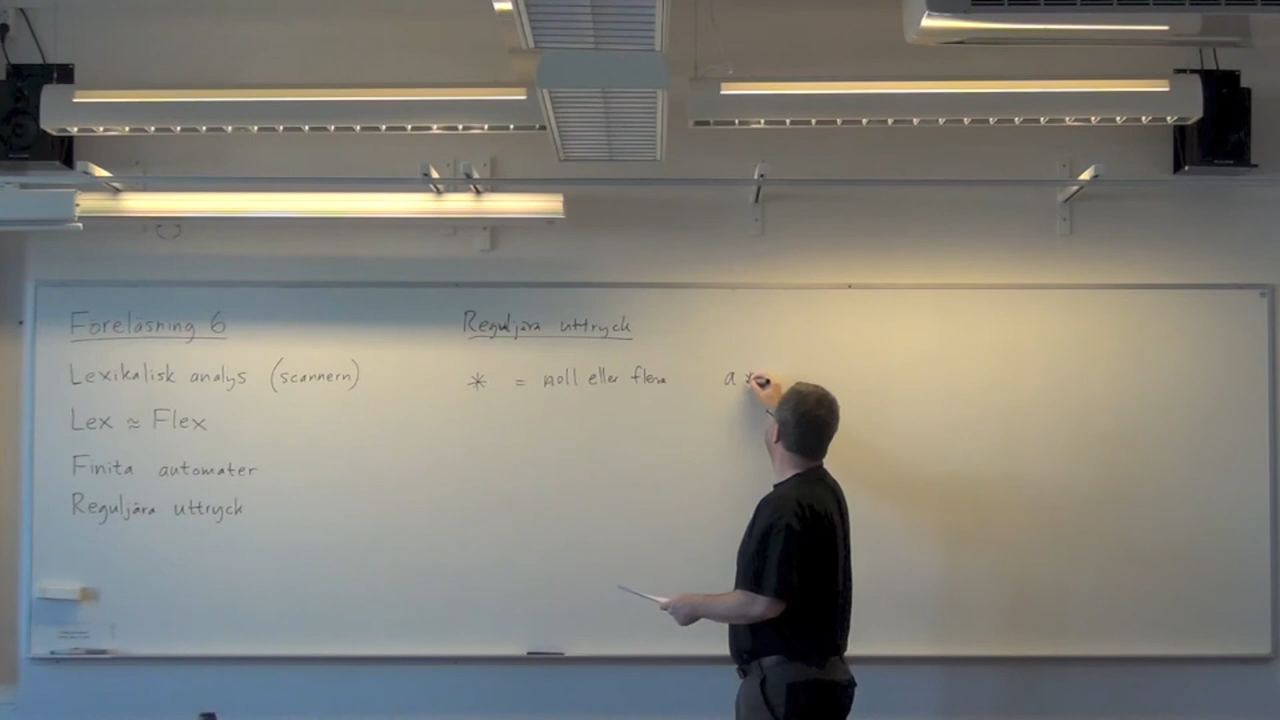 Föreläsning 6
Lexikalisk analys (scannern)
Lex ≈ Flex
Finita automater
Reguljära uttryck
Reguljära uttryck
* = noll eller flera
a*